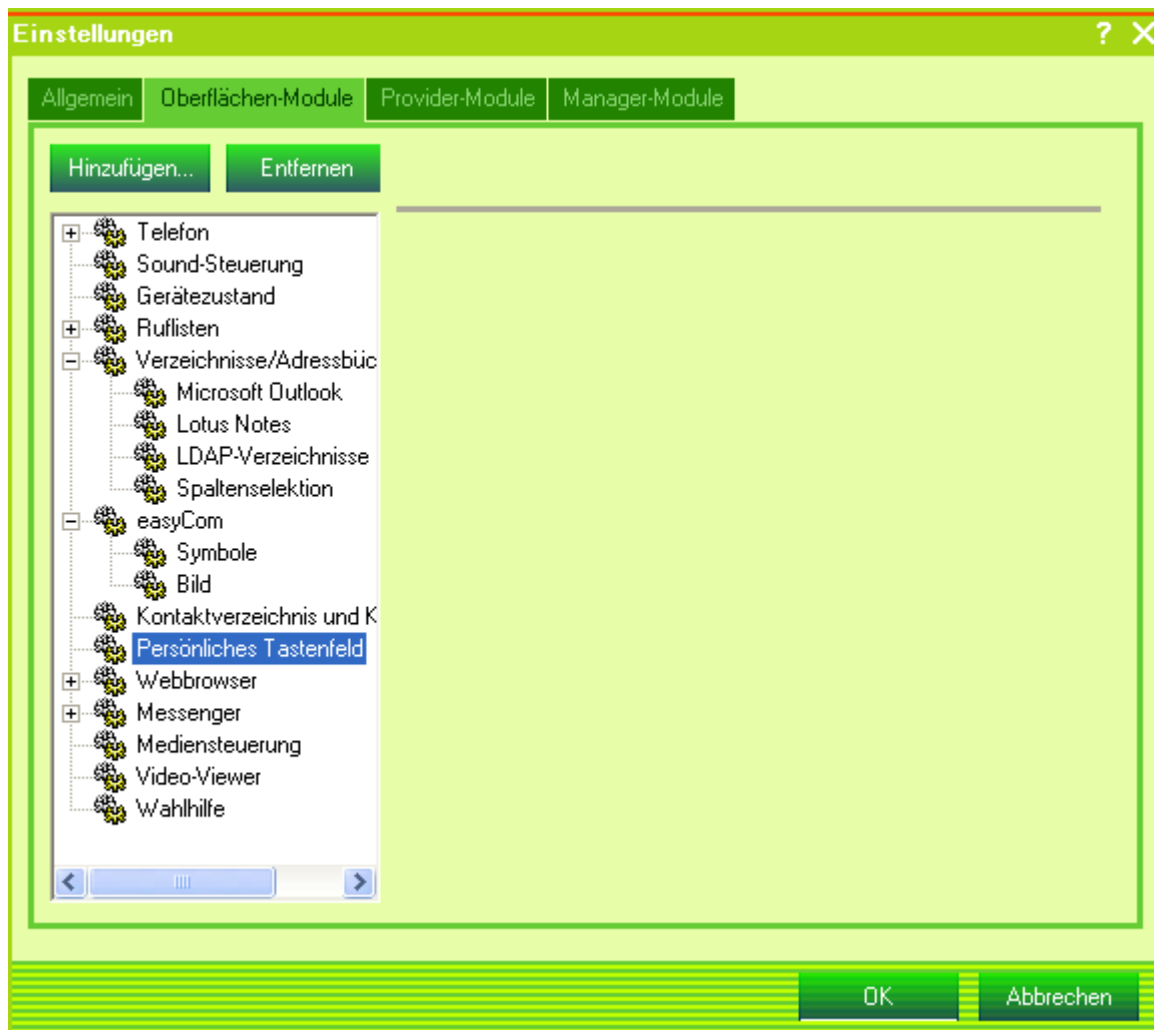 Einstellungen
?
Allgemein Oberflächen-Module Provider-Module Manager-Module
Hinzufügen... Entfernen
Telefon
Sound-Steuerung
Gerätezustand
Ruflisten
Verzeichnisse/Adressbüc
Microsoft Outlook
Lotus Notes
LDAP-Verzeichnisse
Spaltenselektion
easyCom
Symbole
Bild
Kontaktverzeichnis und K
Persönliches Tastenfeld
Webbrowser
Messenger
Mediensteuerung
Video-Viewer
Wahlhilfe
OK Abbrechen